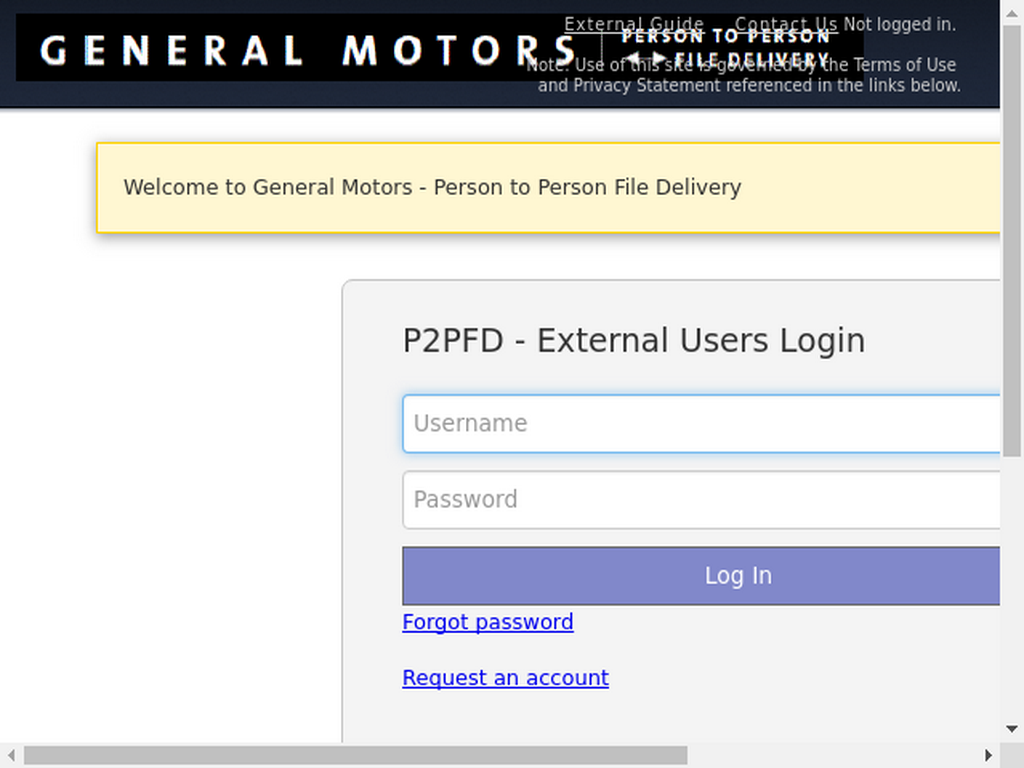 External Guide Contact Us Not logged in.
GENERAL MOTORS
PERSON TO PERSON
FILE DELIVERY
Note: Use of this site is governed by the Terms of Use
and Privacy Statement referenced in the links below.
Welcome to General Motors - Person to Person File Delivery
P2PFD - External Users Login
Username
Password
Log In
Forgot password
Request an account